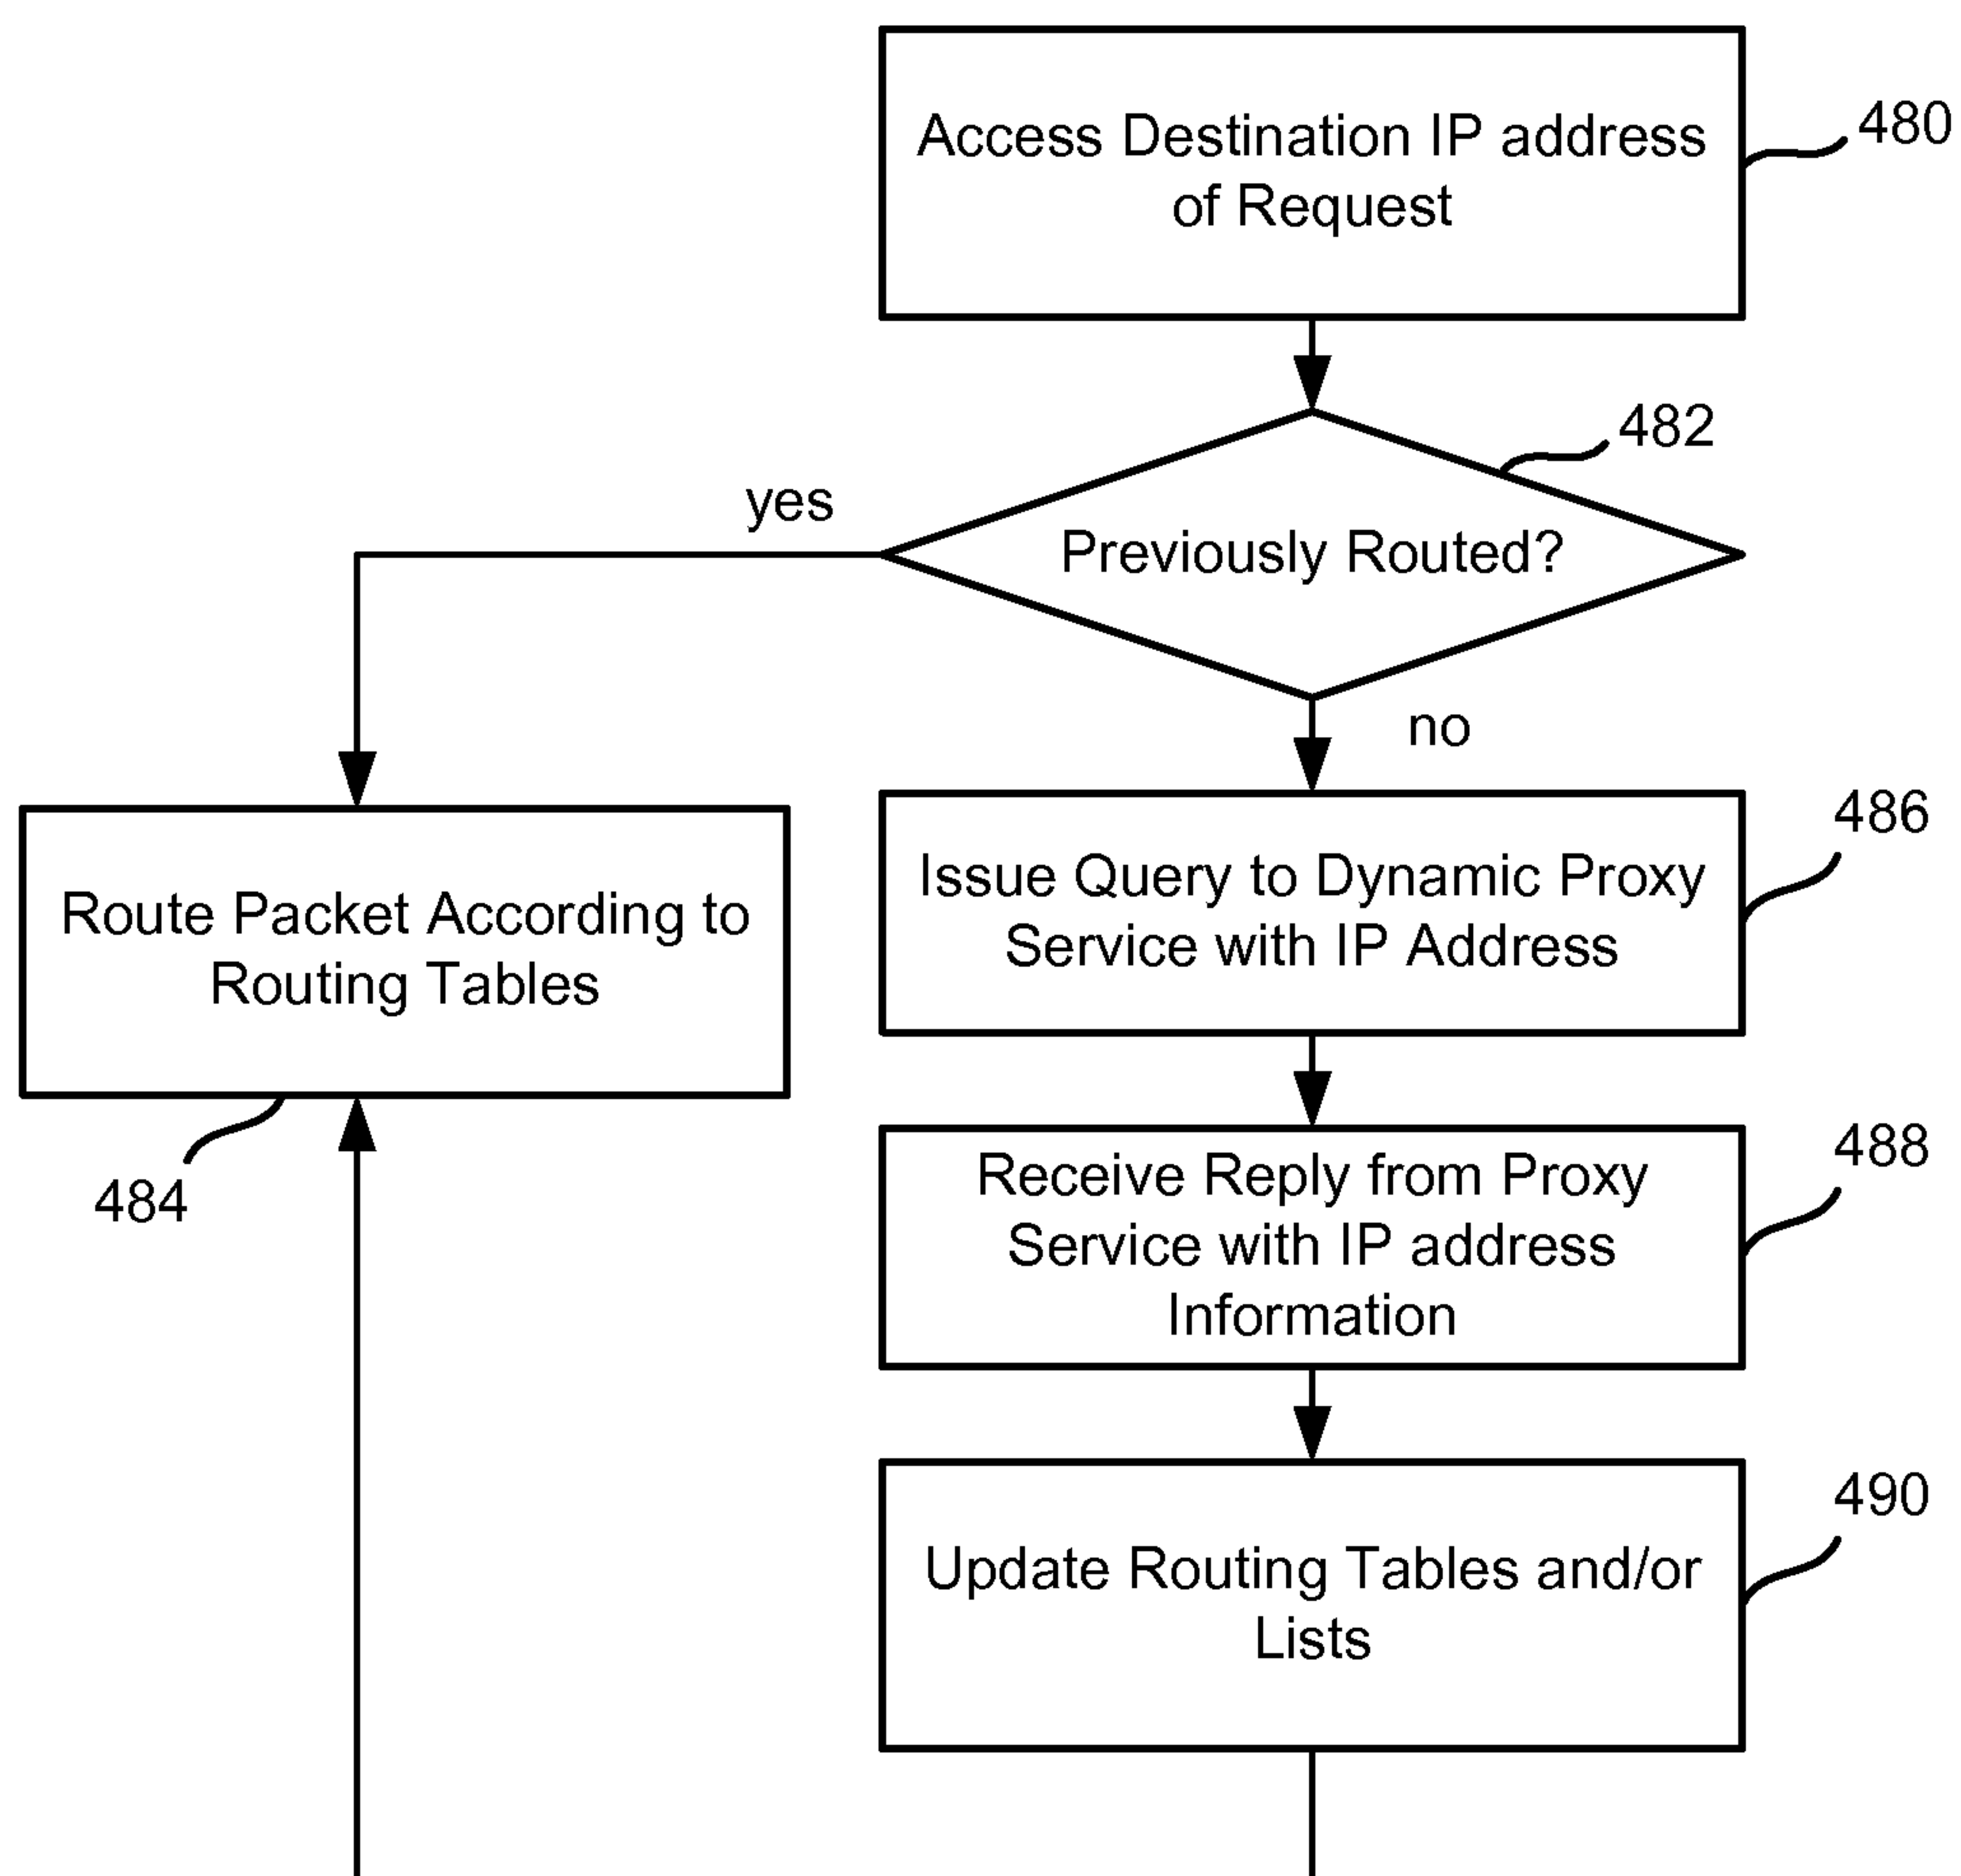 Access Destination IP address
of Request
480
482
yes
Previously Routed?
no
486
Issue Query to Dynamic Proxy
Service with IP Address
Route Packet According to
Routing Tables
484
488
Receive Reply from Proxy
Service with IP address
Information
490
Update Routing Tables and/or
Lists